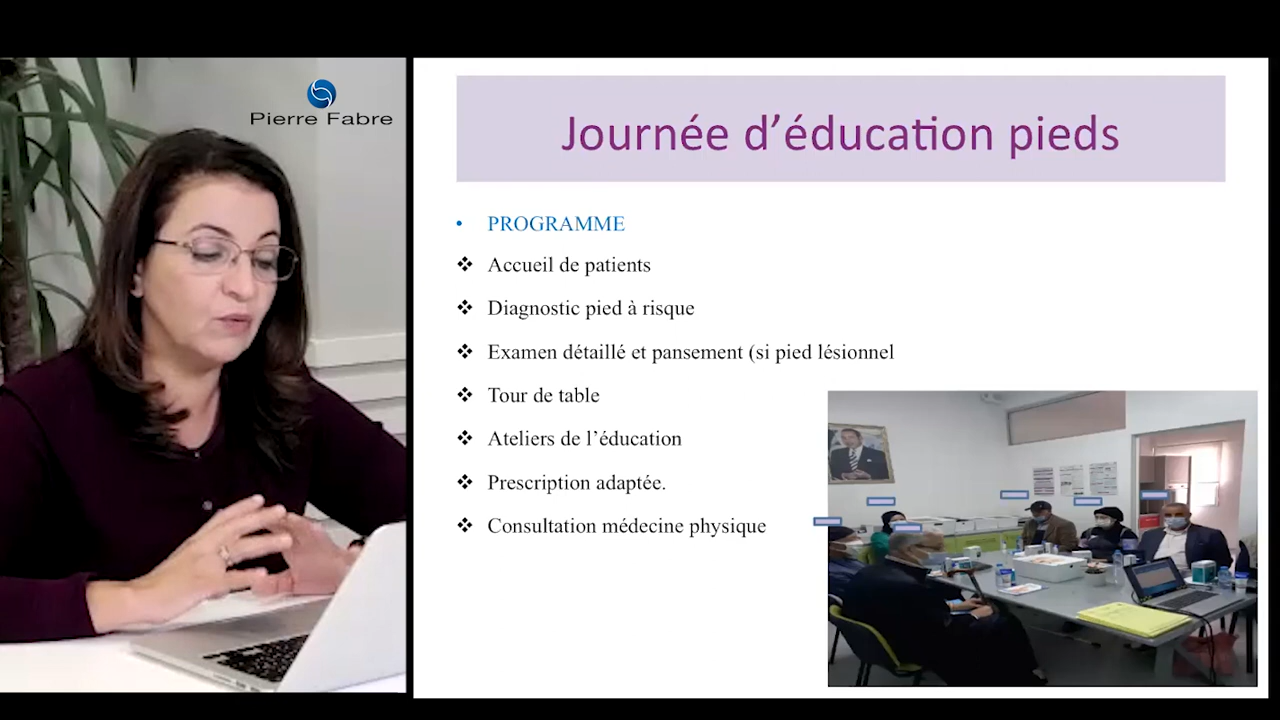 Pierre Fabre
Journée d'éducation pieds
• PROGRAMME
❖ Accueil de patients
❖ Diagnostic pied à risque
❖ Examen détaillé et pansement (si pied lésionnel
❖ Tour de table
❖ Ateliers de l'éducation
❖ Prescription adaptée.
❖ Consultation médecine physique